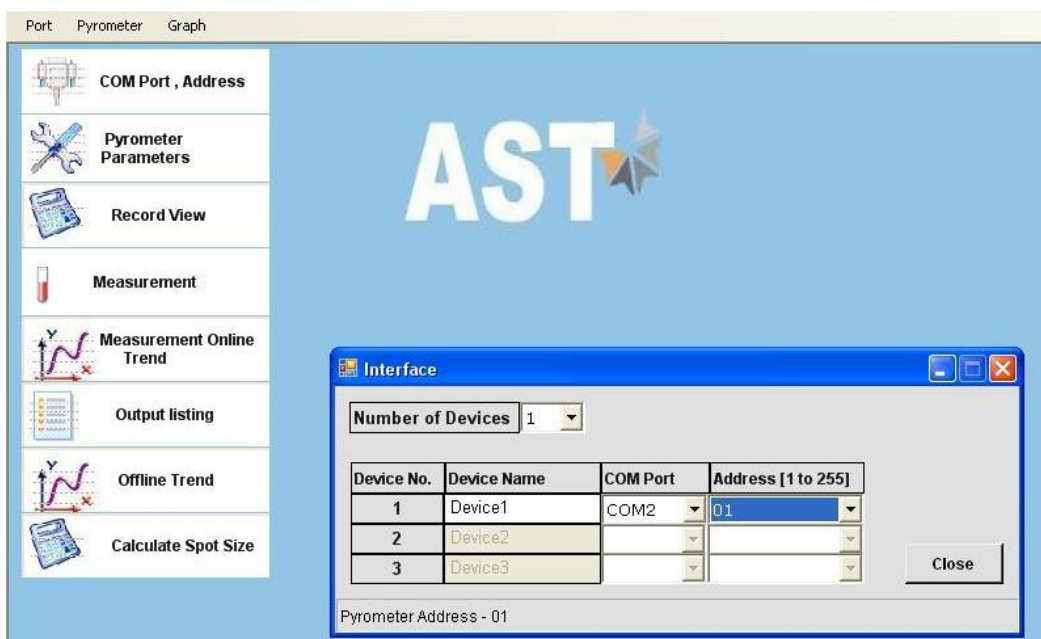 Port Pyrometer Graph
COM Port , Address
Pyrometer
Parameters
Record View
Measurement
Measurement Online
Trend
Output listing
Offline Trend
Calculate Spot Size
AST
Interface
Number of Devices 1
Device No. Device Name COM Port Address [1 to 255]
1 Device1 COM2 01
2 Device2
3 Device3
Close
Pyrometer Address - 01